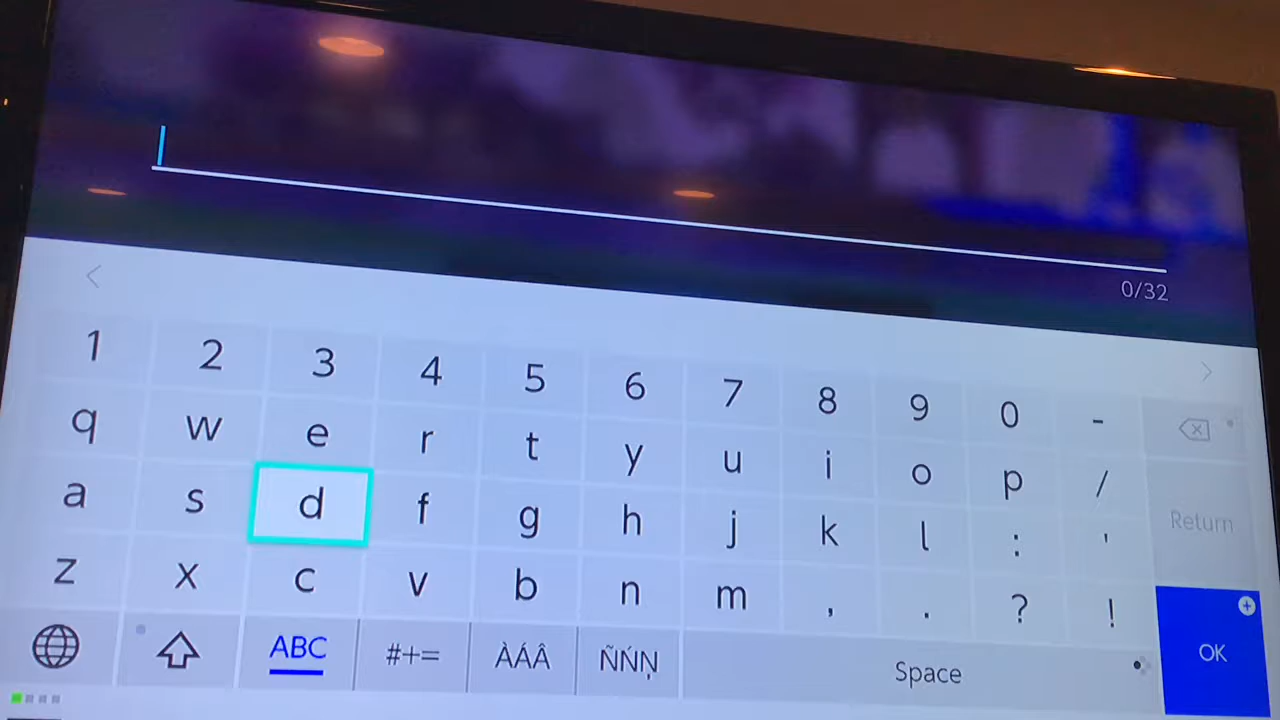 0/32
1 2 3 4 5 6 7 8 9 0 -
q w e r t y u i o p /
a s d f g h j k l : '
Return
z x c v b n m , . ? !
ABC #+= ÀÁÂ ÑŃŅ Space
OK